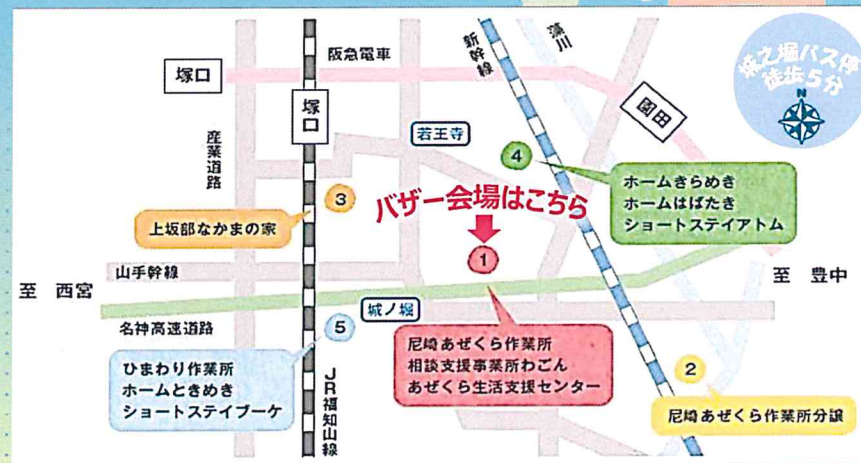 城之堀バス停
徒歩5分
N
阪急電車
塚口
塚口
新幹線
藻川
園田
産業道路
若王寺
4
ホームきらめき
ホームはばたき
ショートステイアトム
3
上坂部なかまの家
バザー会場はこちら
1
山手幹線
至 西宮
至 豊中
名神高速道路
城ノ堀
5
ひまわり作業所
ホームときめき
ショートステイブーケ
JR福知山線
尼崎あぜくら作業所
相談支援事業所わごん
あぜくら生活支援センター
2
尼崎あぜくら作業所分譲